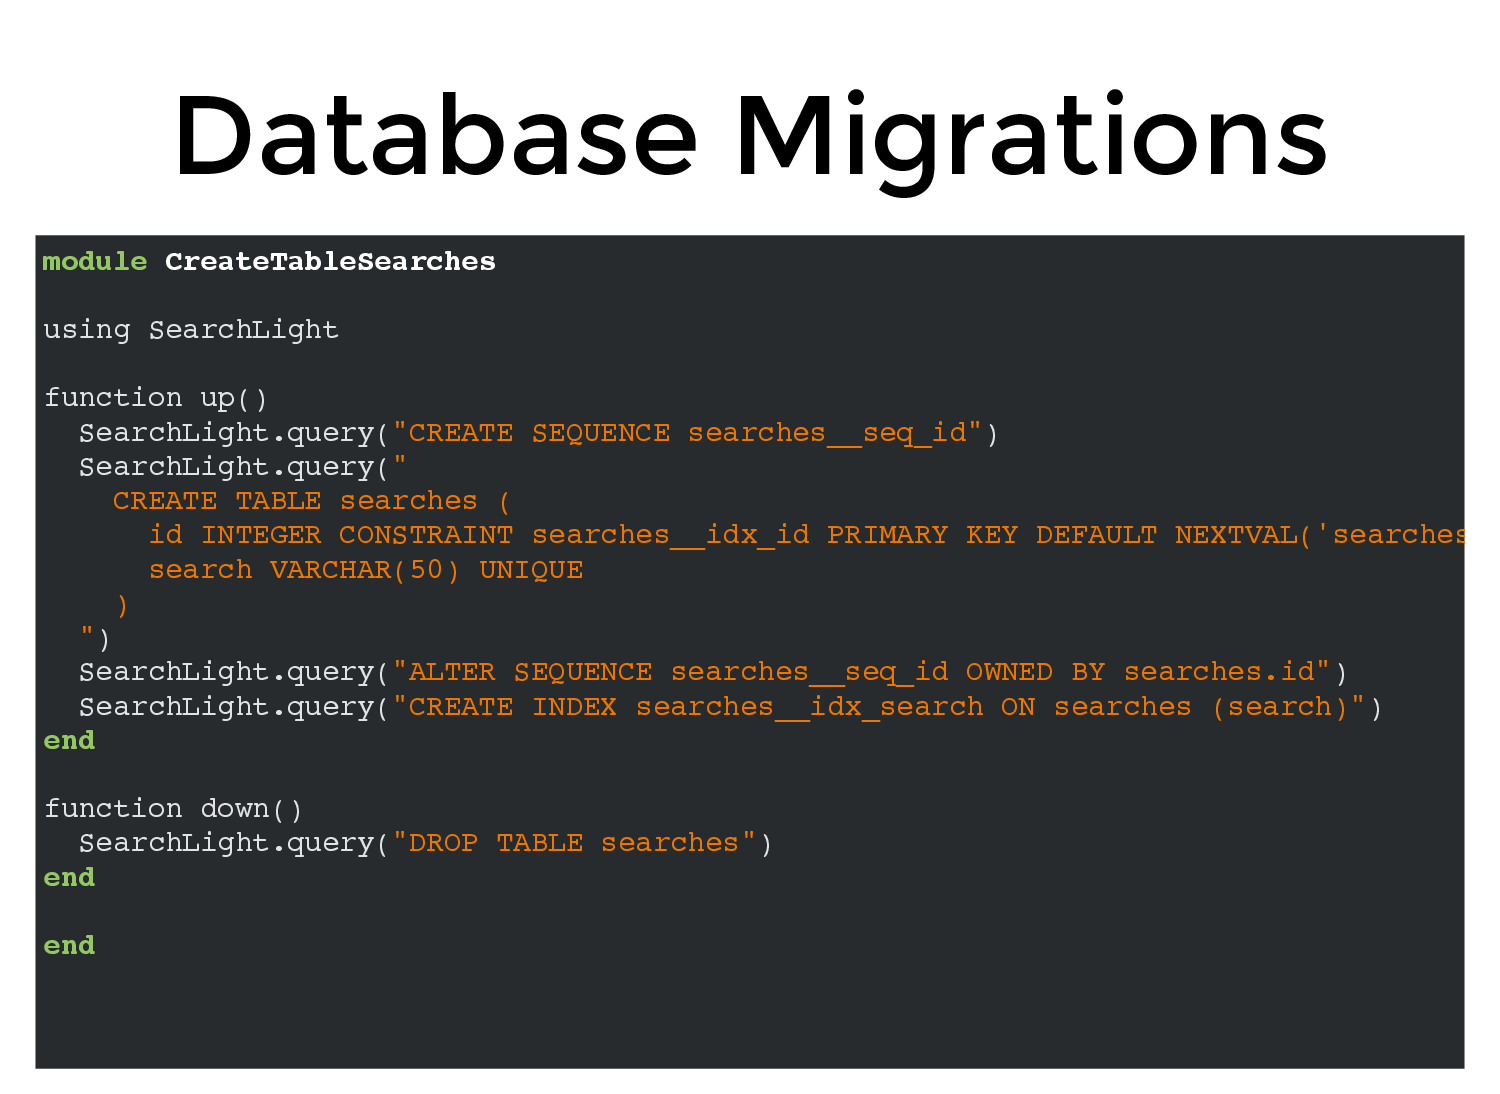 Database Migrations
module CreateTableSearches
using SearchLight
function up()
  SearchLight.query("CREATE SEQUENCE searches__seq_id")
  SearchLight.query("
    CREATE TABLE searches (
      id INTEGER CONSTRAINT searches__idx_id PRIMARY KEY DEFAULT NEXTVAL('searches
      search VARCHAR(50) UNIQUE
    )
  ")
  SearchLight.query("ALTER SEQUENCE searches__seq_id OWNED BY searches.id")
  SearchLight.query("CREATE INDEX searches__idx_search ON searches (search)")
end
function down()
  SearchLight.query("DROP TABLE searches")
end
end